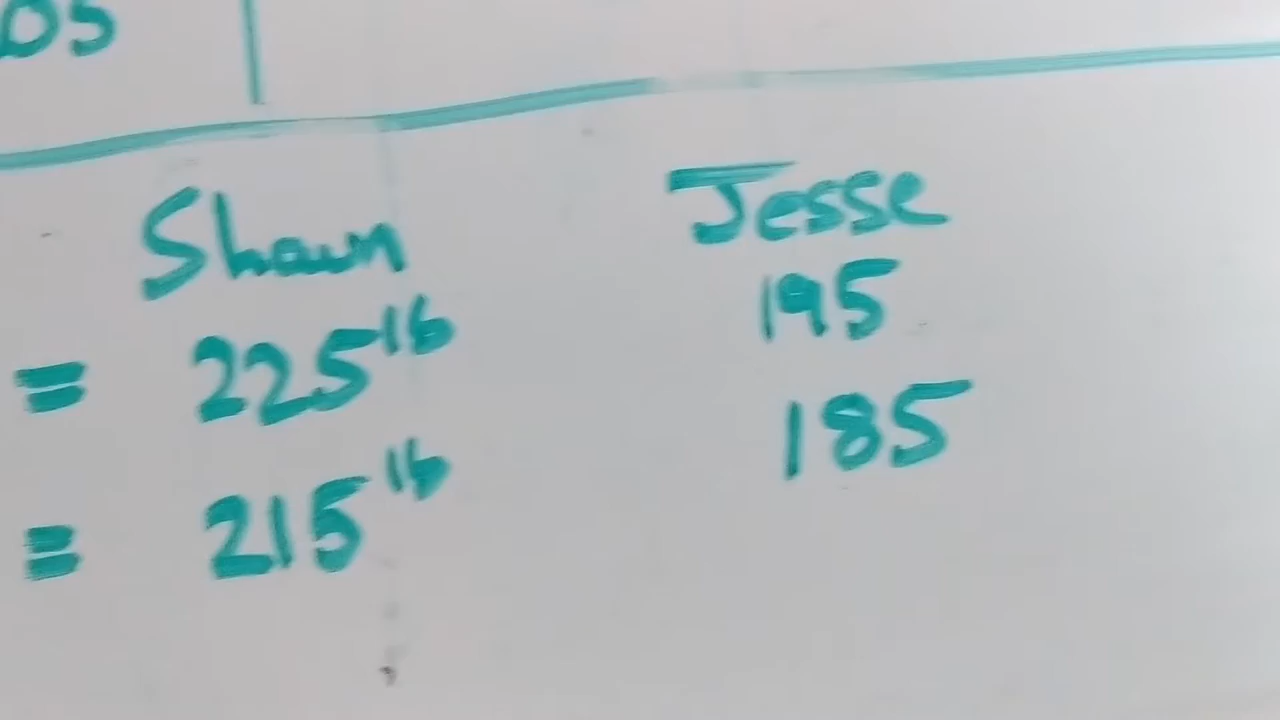 Shawn Jesse
= 225lb 195
= 215lb 185